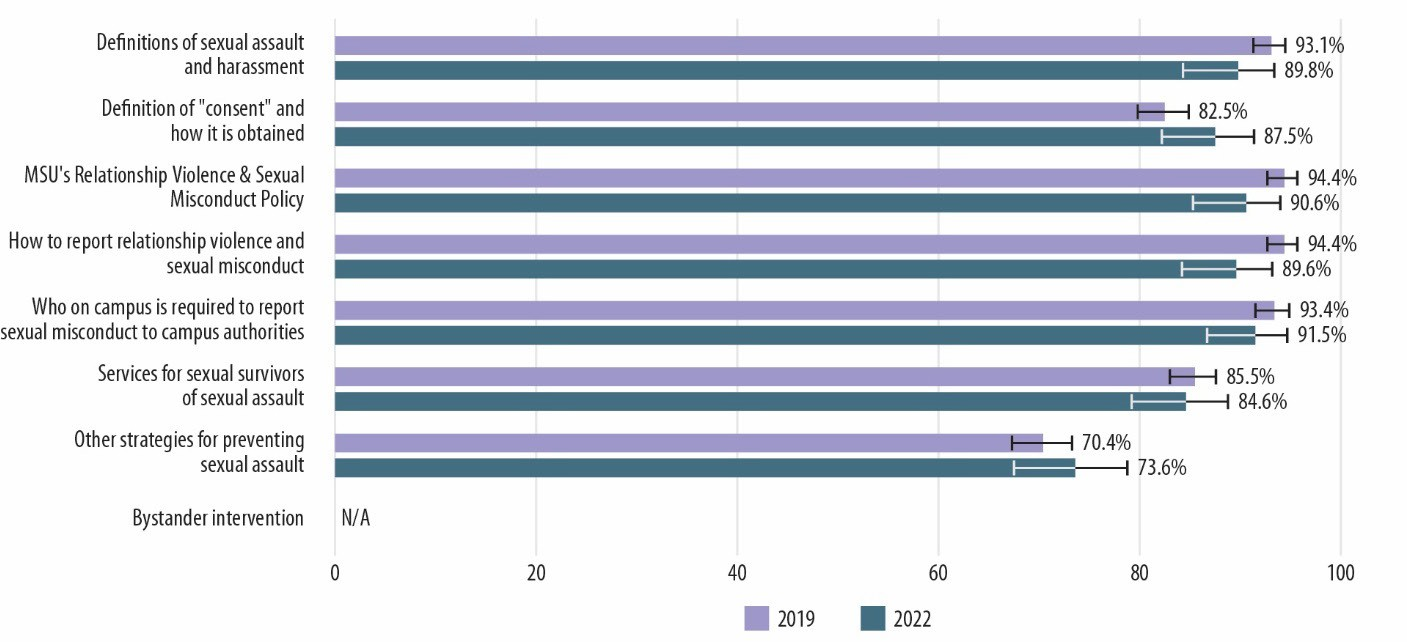 Definitions of sexual assault
and harassment
93.1%
89.8%
Definition of "consent" and
how it is obtained
82.5%
87.5%
MSU's Relationship Violence & Sexual
Misconduct Policy
94.4%
90.6%
How to report relationship violence and
sexual misconduct
94.4%
89.6%
Who on campus is required to report
sexual misconduct to campus authorities
93.4%
91.5%
Services for sexual survivors
of sexual assault
85.5%
84.6%
Other strategies for preventing
sexual assault
70.4%
73.6%
Bystander intervention
N/A
0 20 40 60 80 100
2019 2022